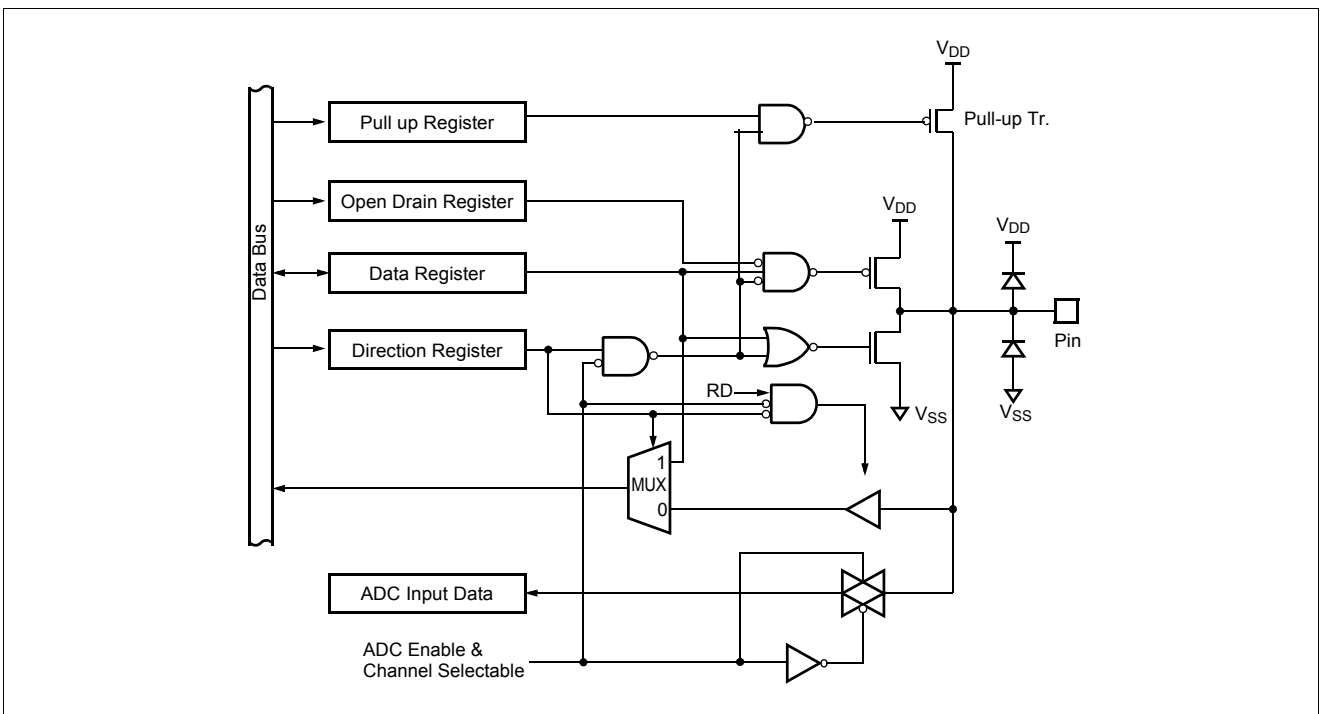 VDD
Pull up Register
Pull-up Tr.
Open Drain Register
VDD
VDD
Data Bus
Data Register
Direction Register
Pin
RD
VSS
VSS
1
MUX
0
ADC Input Data
ADC Enable &
Channel Selectable